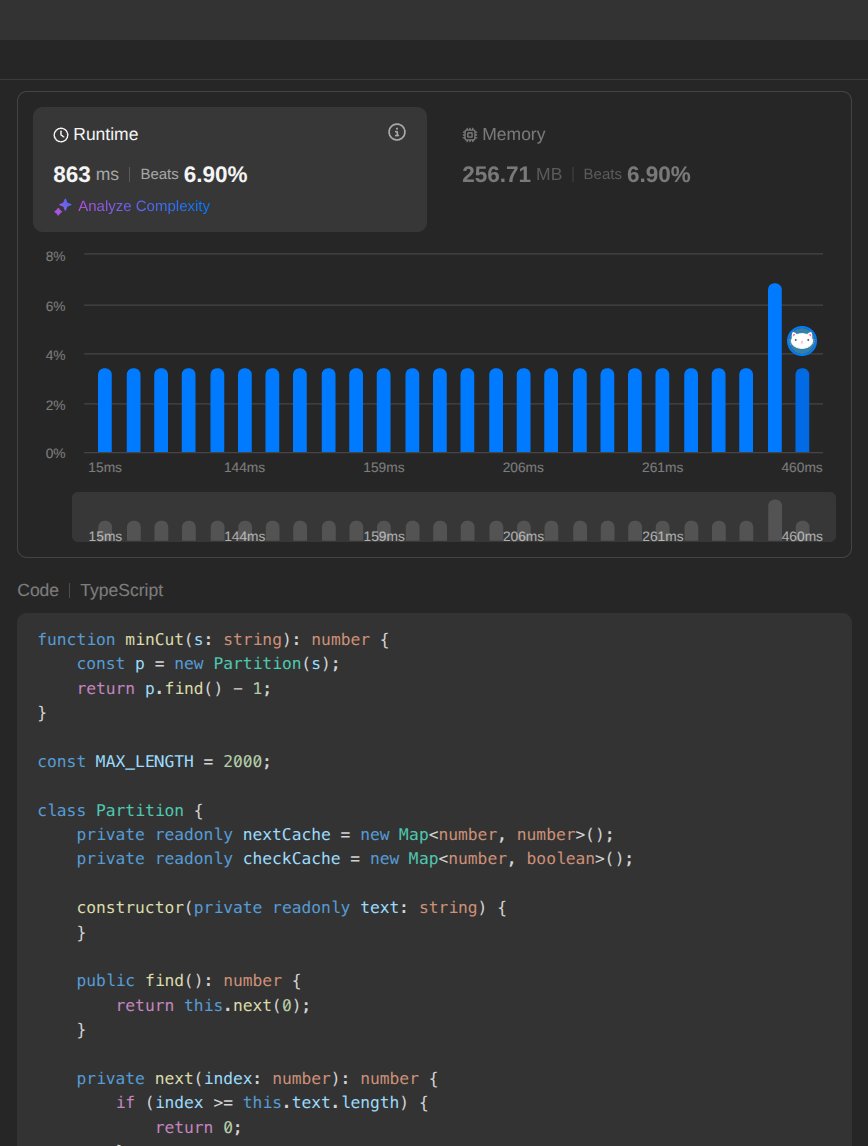 Runtime
863 ms | Beats 6.90%
Analyze Complexity
Memory
256.71 MB | Beats 6.90%
8%
6%
4%
2%
0%
15ms 144ms 159ms 206ms 261ms 460ms
15ms 144ms 159ms 206ms 261ms 460ms
Code | TypeScript
function minCut(s: string): number {
    const p = new Partition(s);
    return p.find() - 1;
}

const MAX_LENGTH = 2000;

class Partition {
    private readonly nextCache = new Map<number, number>();
    private readonly checkCache = new Map<number, boolean>();

    constructor(private readonly text: string) {
    }

    public find(): number {
        return this.next(0);
    }

    private next(index: number): number {
        if (index >= this.text.length) {
            return 0;